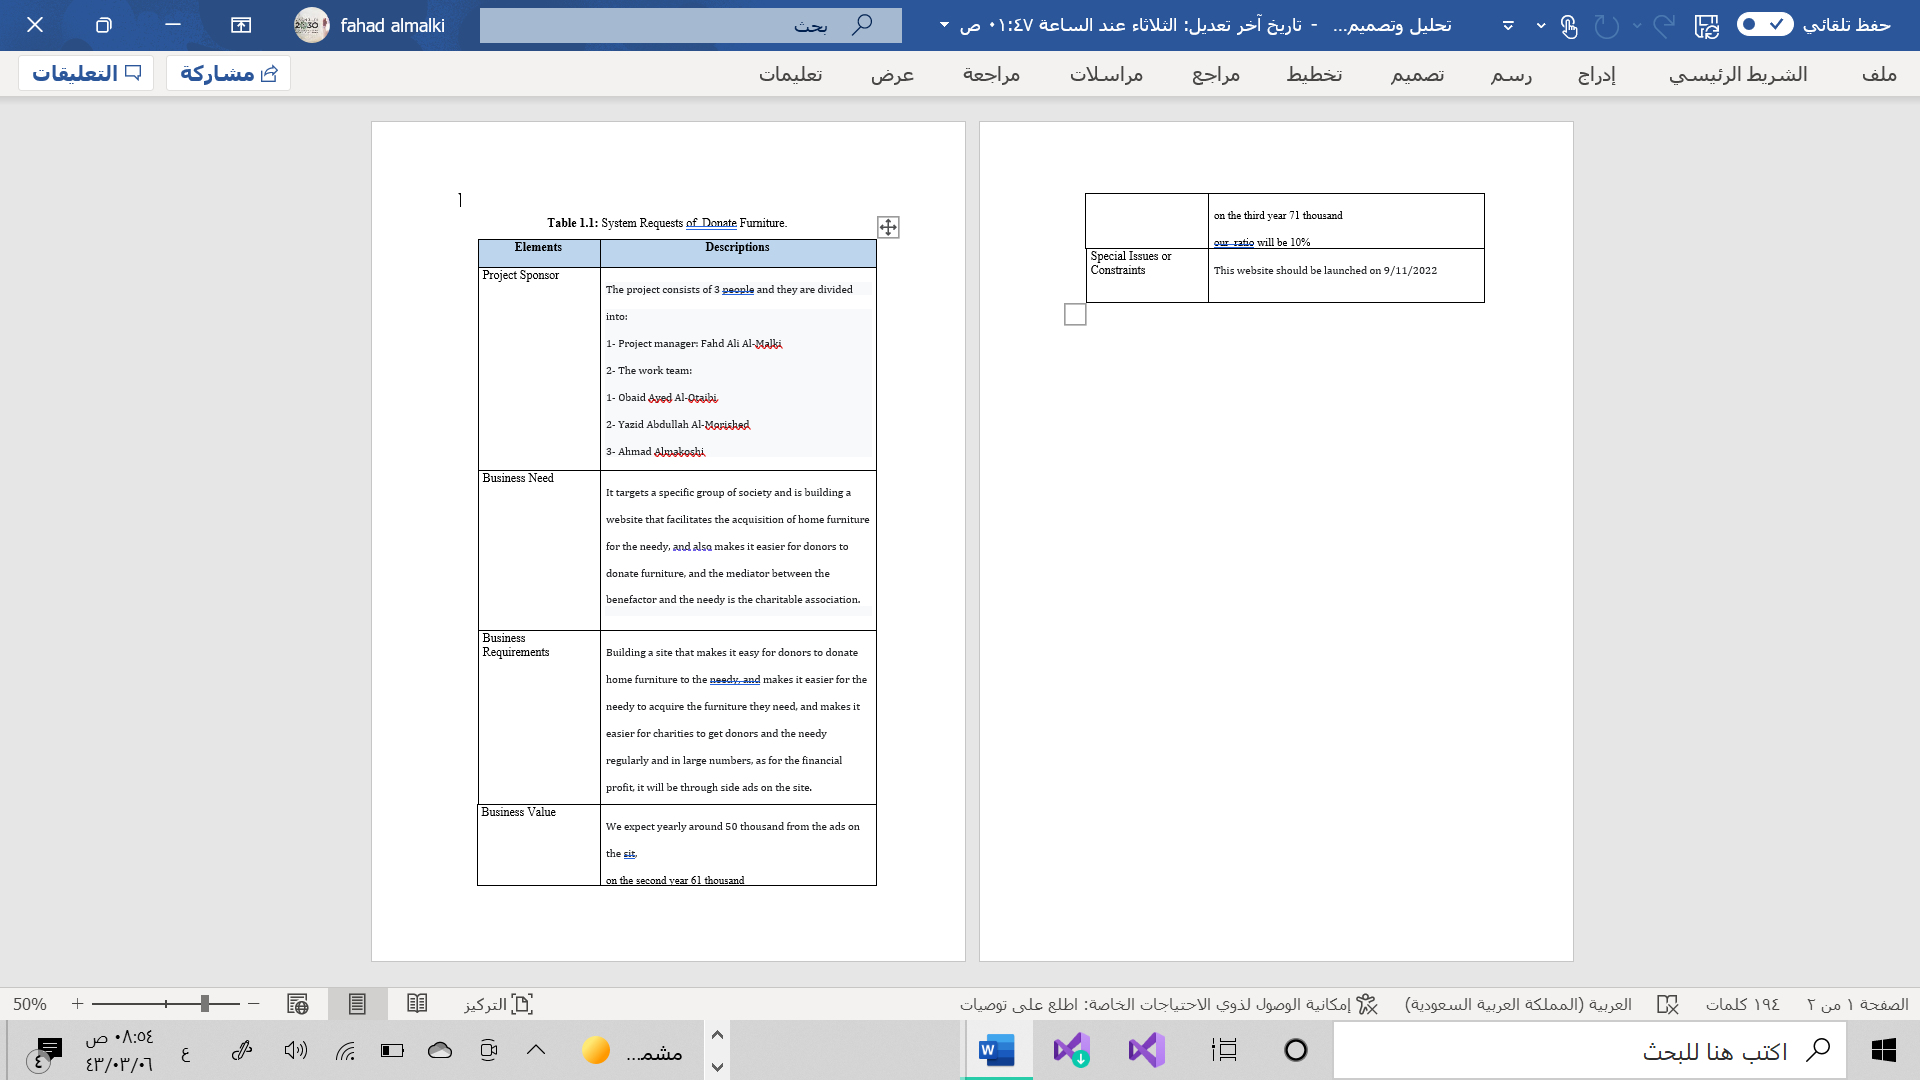 حفظ تلقائي
تحليل وتصميم... - تاريخ آخر تعديل: الثلاثاء عند الساعة ٠١:٤٧ ص
بحث
fahad almalki
ملف
الشريط الرئيسي
إدراج
رسم
تصميم
تخطيط
مراجع
مراسلات
مراجعة
عرض
تعليمات
مشاركة
التعليقات
Table 1.1: System Requests of Donate Furniture.
Elements
Descriptions
Project Sponsor
The project consists of 3 people and they are divided
into:
1- Project manager: Fahd Ali Al-Malki
2- The work team:
1- Obaid Ayed Al-Otaibi
2- Yazid Abdullah Al-Morished
3- Ahmad Almakoshi
Business Need
It targets a specific group of society and is building a
website that facilitates the acquisition of home furniture
for the needy, and also makes it easier for donors to
donate furniture, and the mediator between the
benefactor and the needy is the charitable association.
Business
Requirements
Building a site that makes it easy for donors to donate
home furniture to the needy, and makes it easier for the
needy to acquire the furniture they need, and makes it
easier for charities to get donors and the needy
regularly and in large numbers, as for the financial
profit, it will be through side ads on the site.
Business Value
We expect yearly around 50 thousand from the ads on
the sit,
on the second year 61 thousand
on the third year 71 thousand
our ratio will be 10%
Special Issues or
Constraints
This website should be launched on 9/11/2022
الصفحة ١ من ٢
١٩٤ كلمات
العربية (المملكة العربية السعودية)
إمكانية الوصول لذوي الاحتياجات الخاصة: اطلع على توصيات
التركيز
50%
اكتب هنا للبحث
مشم...
ع
٠٨:٥٤ ص
٤٣/٠٣/٠٦
٤